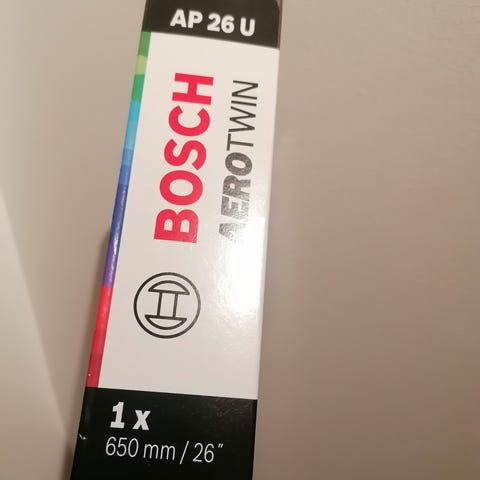 AP 26 U
BOSCH
AEROTWIN
1 x
650 mm / 26"